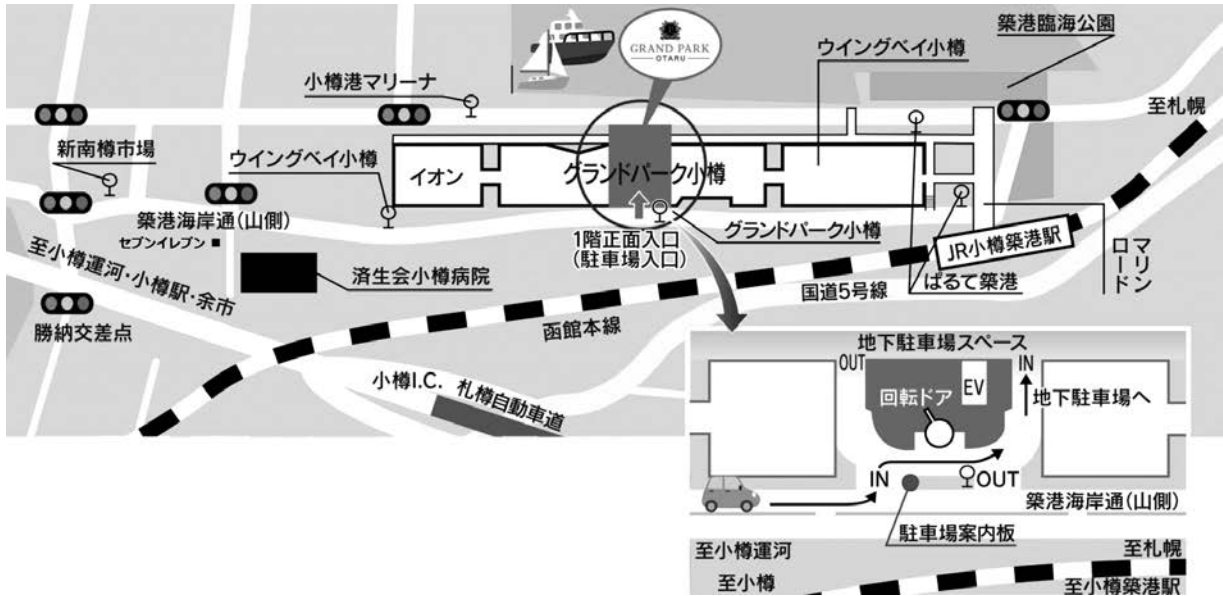 GRAND PARK
OTARU
ウイングベイ小樽
築港臨海公園
小樽港マリーナ
至札幌
新南樽市場
ウイングベイ小樽
イオン
グランドパーク小樽
築港海岸通(山側)
セブンイレブン
1階正面入口
(駐車場入口)
グランドパーク小樽
JR小樽築港駅
マリン
ロード
至小樽運河・小樽駅・余市
済生会小樽病院
ぱるて築港
国道5号線
勝納交差点
函館本線
小樽I.C. 札樽自動車道
地下駐車場スペース
OUT
IN
EV
回転ドア
地下駐車場へ
IN
OUT
築港海岸通(山側)
駐車場案内板
至小樽運河
至札幌
至小樽
至小樽築港駅